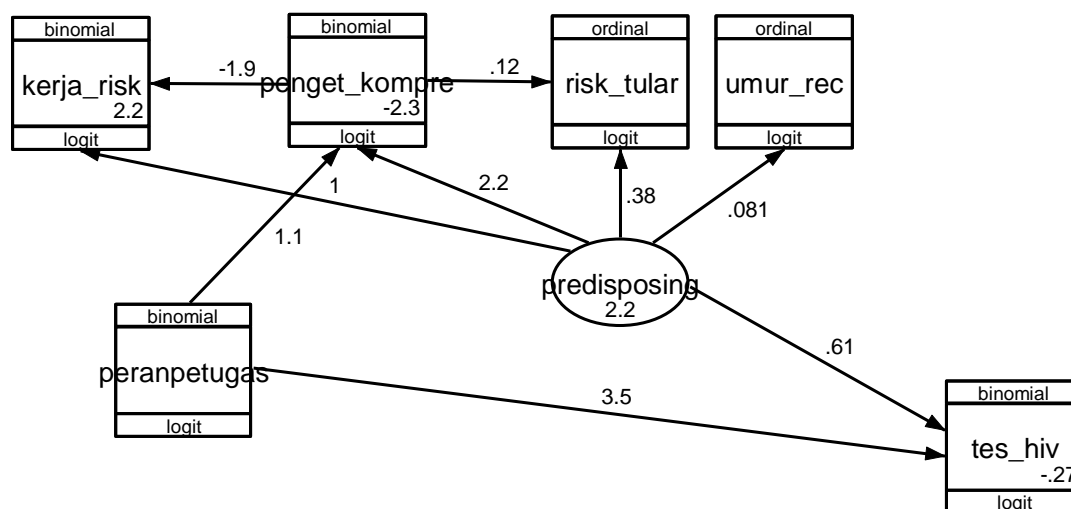 binomial
kerja_risk
2.2
logit
binomial
penget_kompre
-2.3
logit
ordinal
risk_tular
logit
ordinal
umur_rec
logit
-1.9
.12
1
2.2
.38
.081
1.1
predisposing
2.2
binomial
peranpetugas
logit
3.5
.61
binomial
tes_hiv
-.27
logit